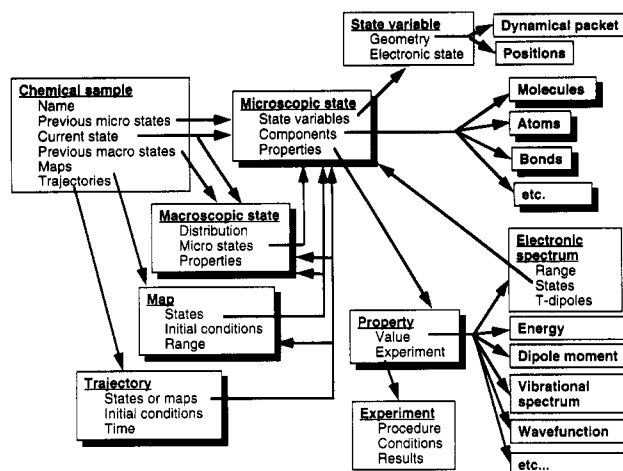 State variable
Geometry
Electronic state
Dynamical packet
Positions
Chemical sample
Name
Previous micro states
Current state
Previous macro states
Maps
Trajectories
Microscopic state
State variables
Components
Properties
Molecules
Atoms
Bonds
etc.
Macroscopic state
Distribution
Micro states
Properties
Map
States
Initial conditions
Range
Trajectory
States or maps
Initial conditions
Time
Property
Value
Experiment
Experiment
Procedure
Conditions
Results
Electronic
spectrum
Range
States
T-dipoles
Energy
Dipole moment
Vibrational
spectrum
Wavefunction
etc...